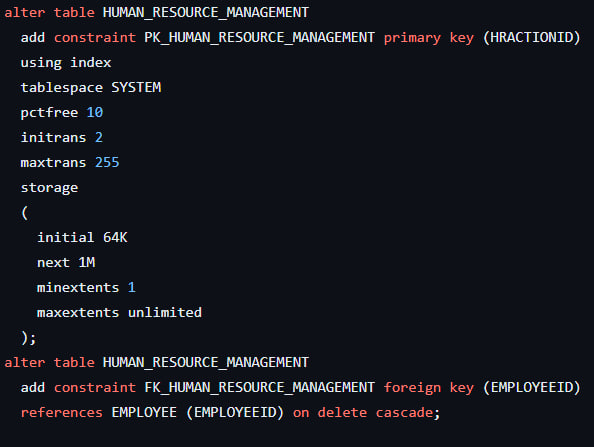 alter table HUMAN_RESOURCE_MANAGEMENT
  add constraint PK_HUMAN_RESOURCE_MANAGEMENT primary key (HRACTIONID)
  using index
  tablespace SYSTEM
  pctfree 10
  initrans 2
  maxtrans 255
  storage
  (
    initial 64K
    next 1M
    minextents 1
    maxextents unlimited
  );
alter table HUMAN_RESOURCE_MANAGEMENT
  add constraint FK_HUMAN_RESOURCE_MANAGEMENT foreign key (EMPLOYEEID)
  references EMPLOYEE (EMPLOYEEID) on delete cascade;